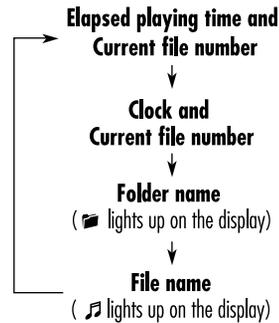 Elapsed playing time and
Current file number
Clock and
Current file number
Folder name
( 📁 lights up on the display)
File name
( 🎵 lights up on the display)